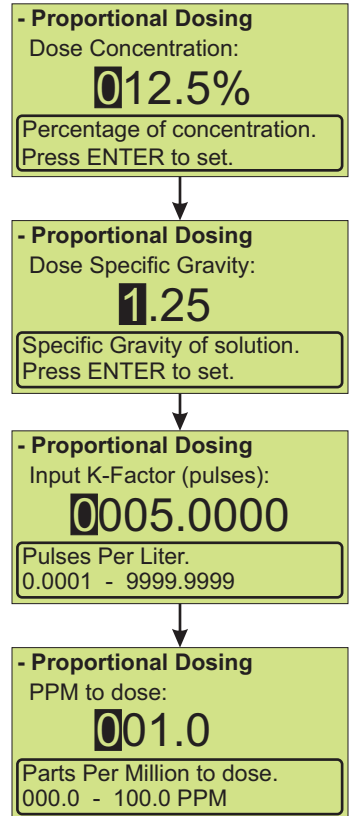 - Proportional Dosing
Dose Concentration:
012.5%
Percentage of concentration.
Press ENTER to set.
- Proportional Dosing
Dose Specific Gravity:
1.25
Specific Gravity of solution.
Press ENTER to set.
- Proportional Dosing
Input K-Factor (pulses):
0005.0000
Pulses Per Liter.
0.0001 - 9999.9999
- Proportional Dosing
PPM to dose:
001.0
Parts Per Million to dose.
000.0 - 100.0 PPM